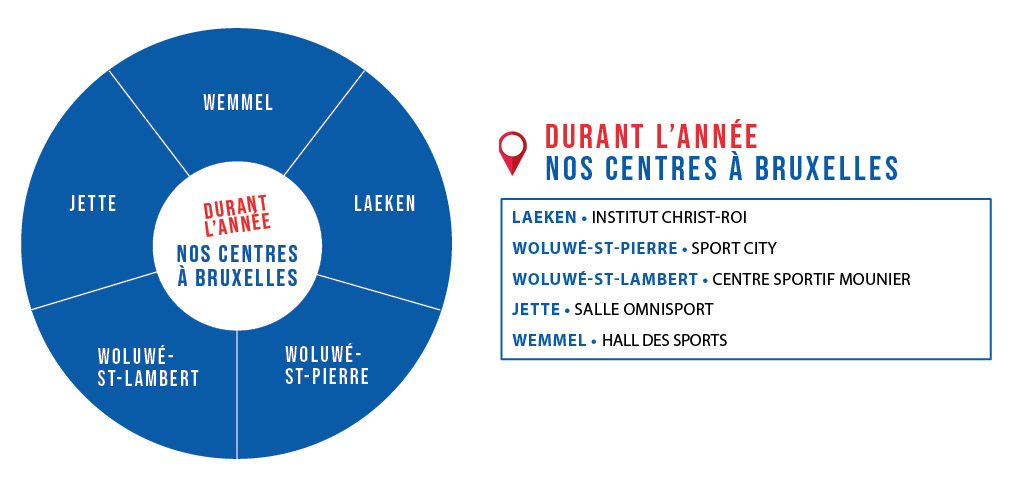 WEMMEL
JETTE
LAEKEN
DURANT
L'ANNÉE
NOS CENTRES
À BRUXELLES
WOLUWÉ-
ST-LAMBERT
WOLUWÉ-
ST-PIERRE
DURANT L'ANNÉE
NOS CENTRES À BRUXELLES
LAEKEN • INSTITUT CHRIST-ROI
WOLUWÉ-ST-PIERRE • SPORT CITY
WOLUWÉ-ST-LAMBERT • CENTRE SPORTIF MOUNIER
JETTE • SALLE OMNISPORT
WEMMEL • HALL DES SPORTS